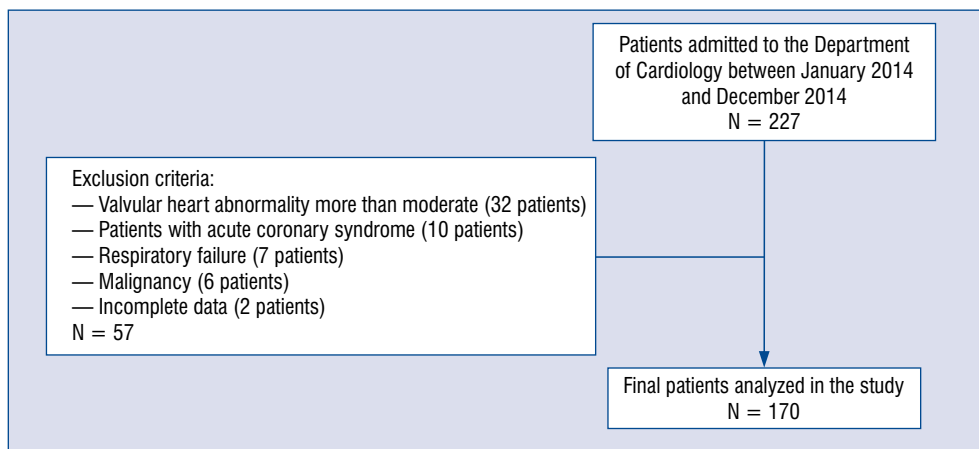 Patients admitted to the Department
of Cardiology between January 2014
and December 2014
N = 227
Exclusion criteria:
— Valvular heart abnormality more than moderate (32 patients)
— Patients with acute coronary syndrome (10 patients)
— Respiratory failure (7 patients)
— Malignancy (6 patients)
— Incomplete data (2 patients)
N = 57
Final patients analyzed in the study
N = 170